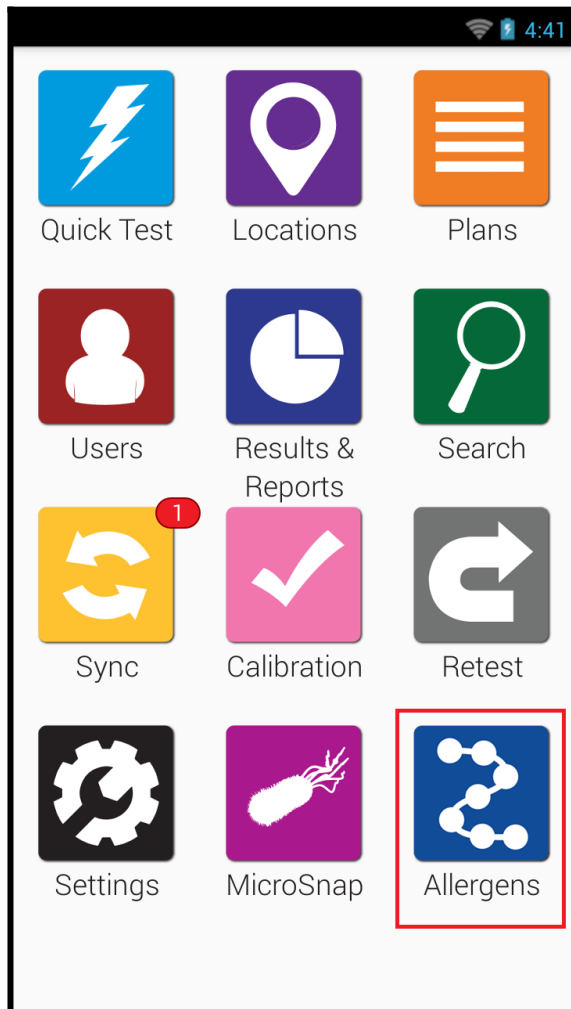 4:41
Quick Test
Locations
Plans
Users
Results &
Reports
Search
1
Sync
Calibration
Retest
Settings
MicroSnap
Allergens